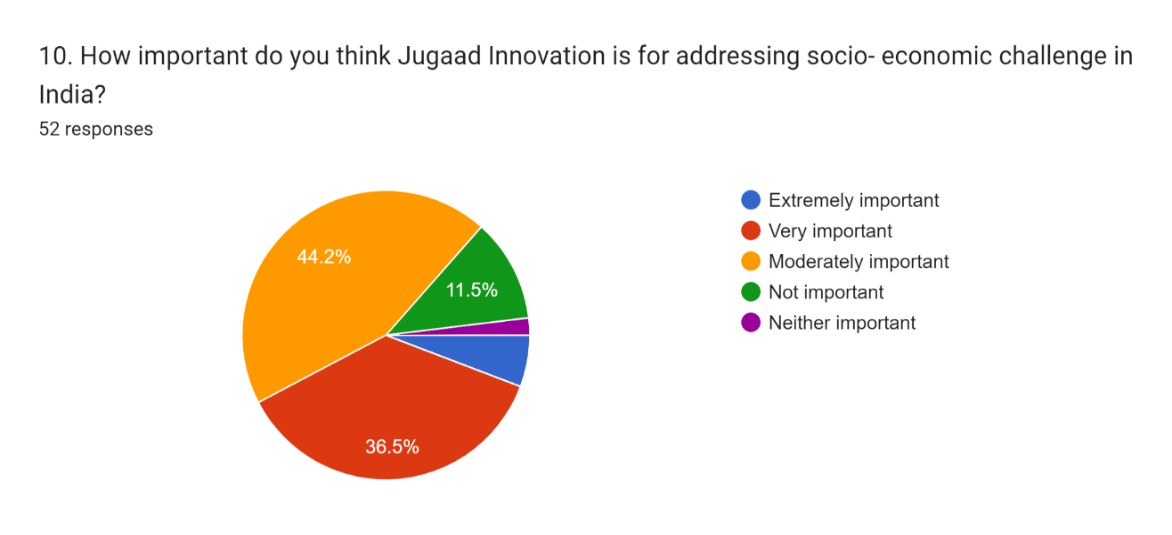 10. How important do you think Jugaad Innovation is for addressing socio- economic challenge in
India?
52 responses
44.2%
11.5%
36.5%
Extremely important
Very important
Moderately important
Not important
Neither important